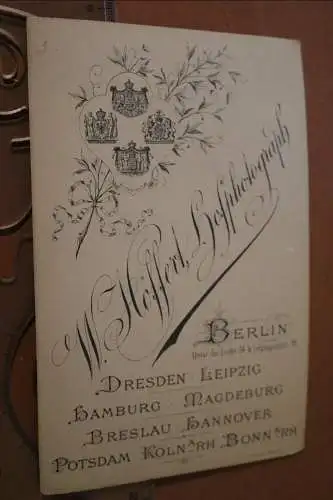 W. Höffert, Hofphotograph
BERLIN
DRESDEN LEIPZIG
HAMBURG MAGDEBURG
BRESLAU HANNOVER
POTSDAM KÖLN A/RH BONN A/RH